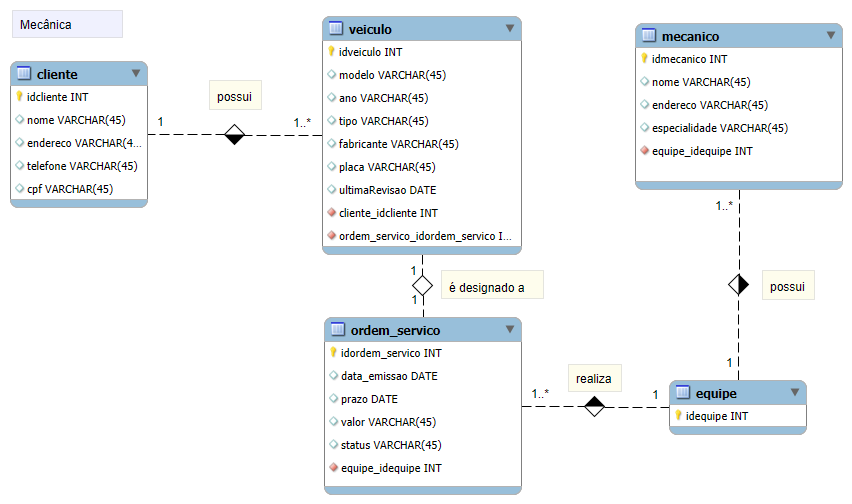 Mecânica
cliente
idcliente INT
nome VARCHAR(45)
endereco VARCHAR(4...
telefone VARCHAR(45)
cpf VARCHAR(45)
1
possui
1..*
veiculo
idveiculo INT
modelo VARCHAR(45)
ano VARCHAR(45)
tipo VARCHAR(45)
fabricante VARCHAR(45)
placa VARCHAR(45)
ultimaRevisao DATE
cliente_idcliente INT
ordem_servico_idordem_servico I...
1
é designado a
1
ordem_servico
idordem_servico INT
data_emissao DATE
prazo DATE
valor VARCHAR(45)
status VARCHAR(45)
equipe_idequipe INT
1..*
realiza
1
mecanico
idmecanico INT
nome VARCHAR(45)
endereco VARCHAR(45)
especialidade VARCHAR(45)
equipe_idequipe INT
1..*
possui
1
equipe
idequipe INT